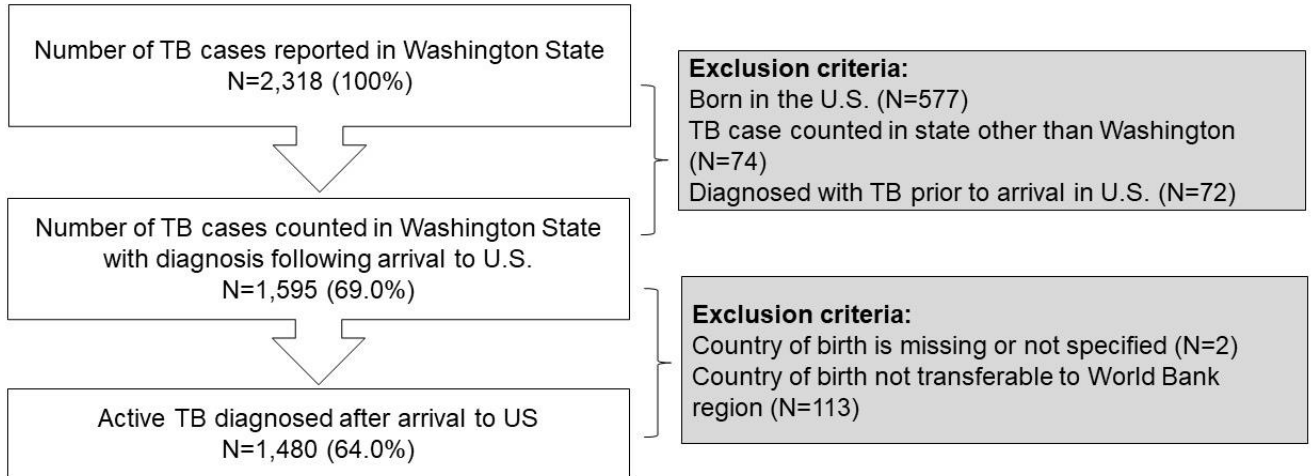 Number of TB cases reported in Washington State
N=2,318 (100%)
Exclusion criteria:
Born in the U.S. (N=577)
TB case counted in state other than Washington
(N=74)
Diagnosed with TB prior to arrival in U.S. (N=72)
Number of TB cases counted in Washington State
with diagnosis following arrival to U.S.
N=1,595 (69.0%)
Exclusion criteria:
Country of birth is missing or not specified (N=2)
Country of birth not transferable to World Bank
region (N=113)
Active TB diagnosed after arrival to US
N=1,480 (64.0%)